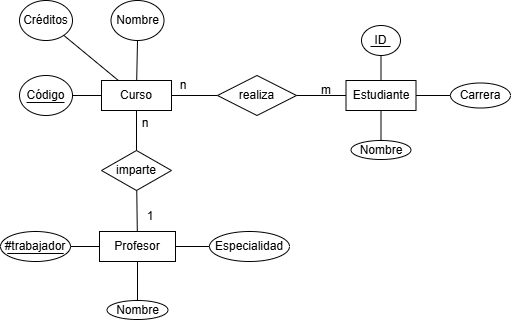 Créditos
Nombre
ID
Código
Curso
n
realiza
m
Estudiante
Carrera
n
Nombre
imparte
1
#trabajador
Profesor
Especialidad
Nombre